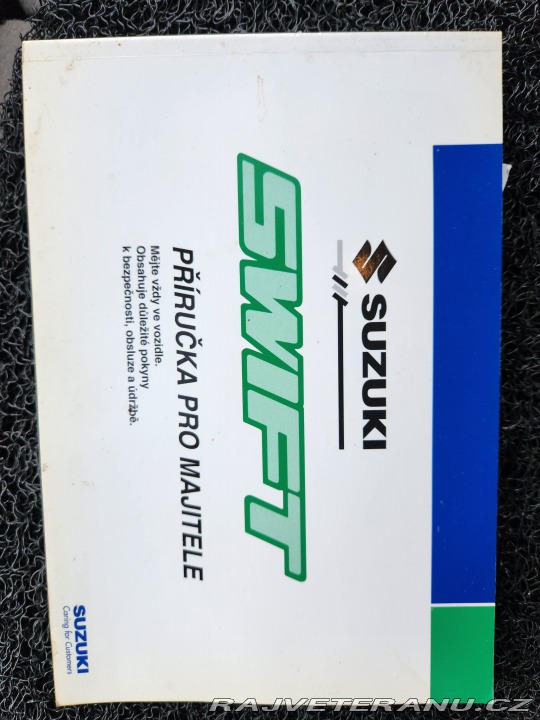 SUZUKI
SWIFT
PŘÍRUČKA PRO MAJITELE
Mějte vždy ve vozidle.
Obsahuje důležité pokyny
k bezpečnosti, obsluze a údržbě.
SUZUKI
Caring for Customers
RAJVETERANU.CZ